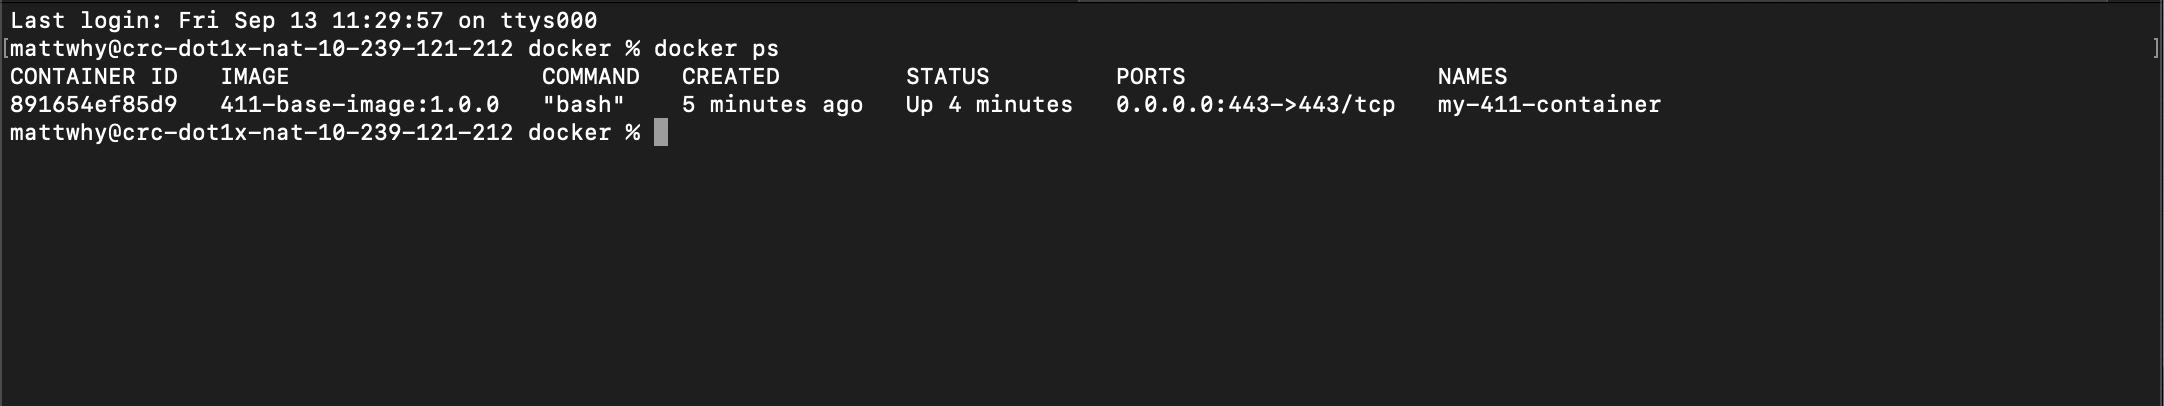 Last login: Fri Sep 13 11:29:57 on ttys000
[mattwhy@crc-dot1x-nat-10-239-121-212 docker % docker ps ]
CONTAINER ID   IMAGE                  COMMAND   CREATED         STATUS         PORTS                  NAMES
891654ef85d9   411-base-image:1.0.0   "bash"    5 minutes ago   Up 4 minutes   0.0.0.0:443->443/tcp   my-411-container
mattwhy@crc-dot1x-nat-10-239-121-212 docker %